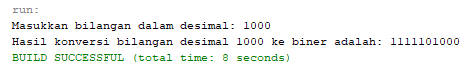 run:
Masukkan bilangan dalam desimal: 1000
Hasil konversi bilangan desimal 1000 ke biner adalah: 1111101000
BUILD SUCCESSFUL (total time: 8 seconds)